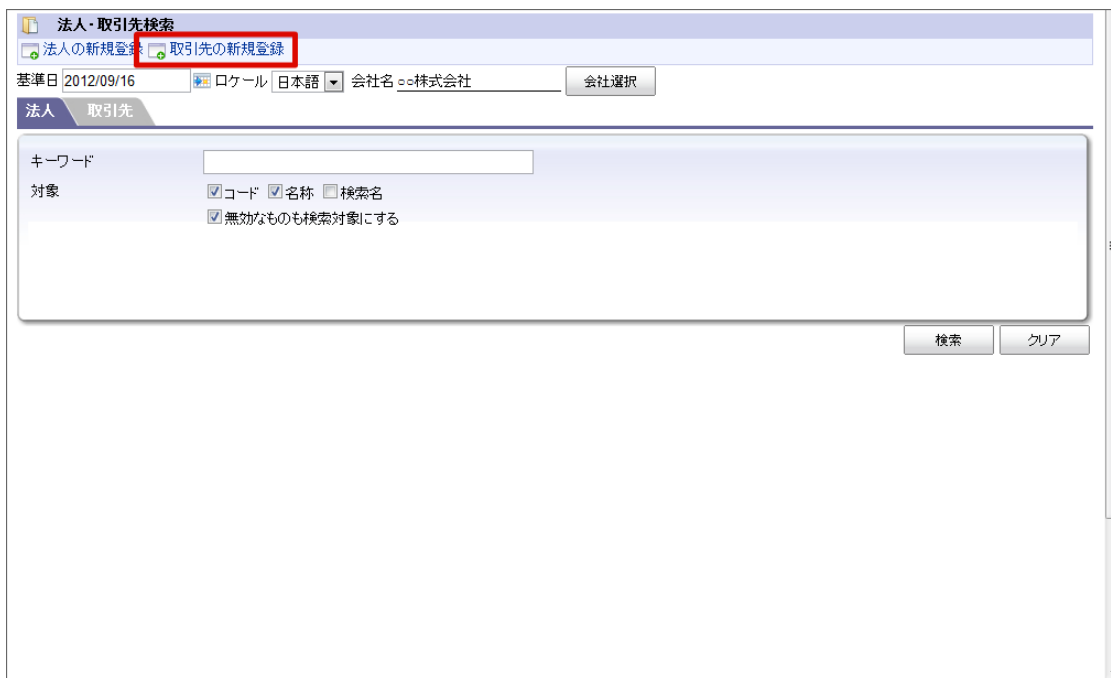 法人・取引先検索
法人の新規登録 取引先の新規登録
基準日 2012/09/16 ロケール 日本語 会社名 ○○株式会社 会社選択
法人 取引先
キーワード
対象 コード 名称 検索名
無効なものも検索対象にする
検索 クリア